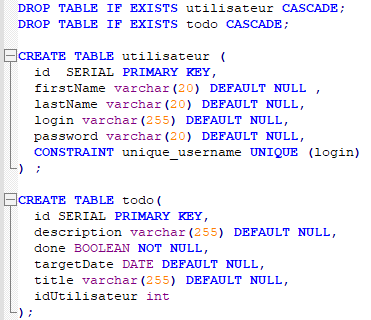 DROP TABLE IF EXISTS utilisateur CASCADE;
DROP TABLE IF EXISTS todo CASCADE;
CREATE TABLE utilisateur (
id  SERIAL PRIMARY KEY,
firstName varchar(20) DEFAULT NULL ,
lastName varchar(20) DEFAULT NULL,
login varchar(255) DEFAULT NULL,
password varchar(20) DEFAULT NULL,
CONSTRAINT unique_username UNIQUE (login)
) ;
CREATE TABLE todo(
id SERIAL PRIMARY KEY,
description varchar(255) DEFAULT NULL,
done BOOLEAN NOT NULL,
targetDate DATE DEFAULT NULL,
title varchar(255) DEFAULT NULL,
idUtilisateur int
);